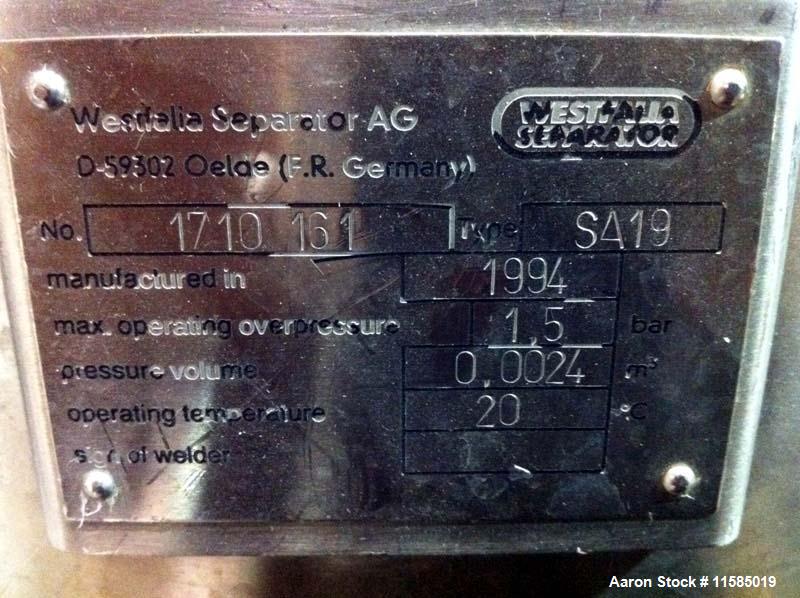 Westfalia Separator AG
WESTFALIA
SEPARATOR
D-59302 Oelde (F.R. Germany)
No. 1710 161 Type SA19
manufactured in 1994
max. operating overpressure 1,5 bar
pressure volume 0,0024 m³
operating temperature 20 °C
sign of welder
Aaron Stock # 11585019